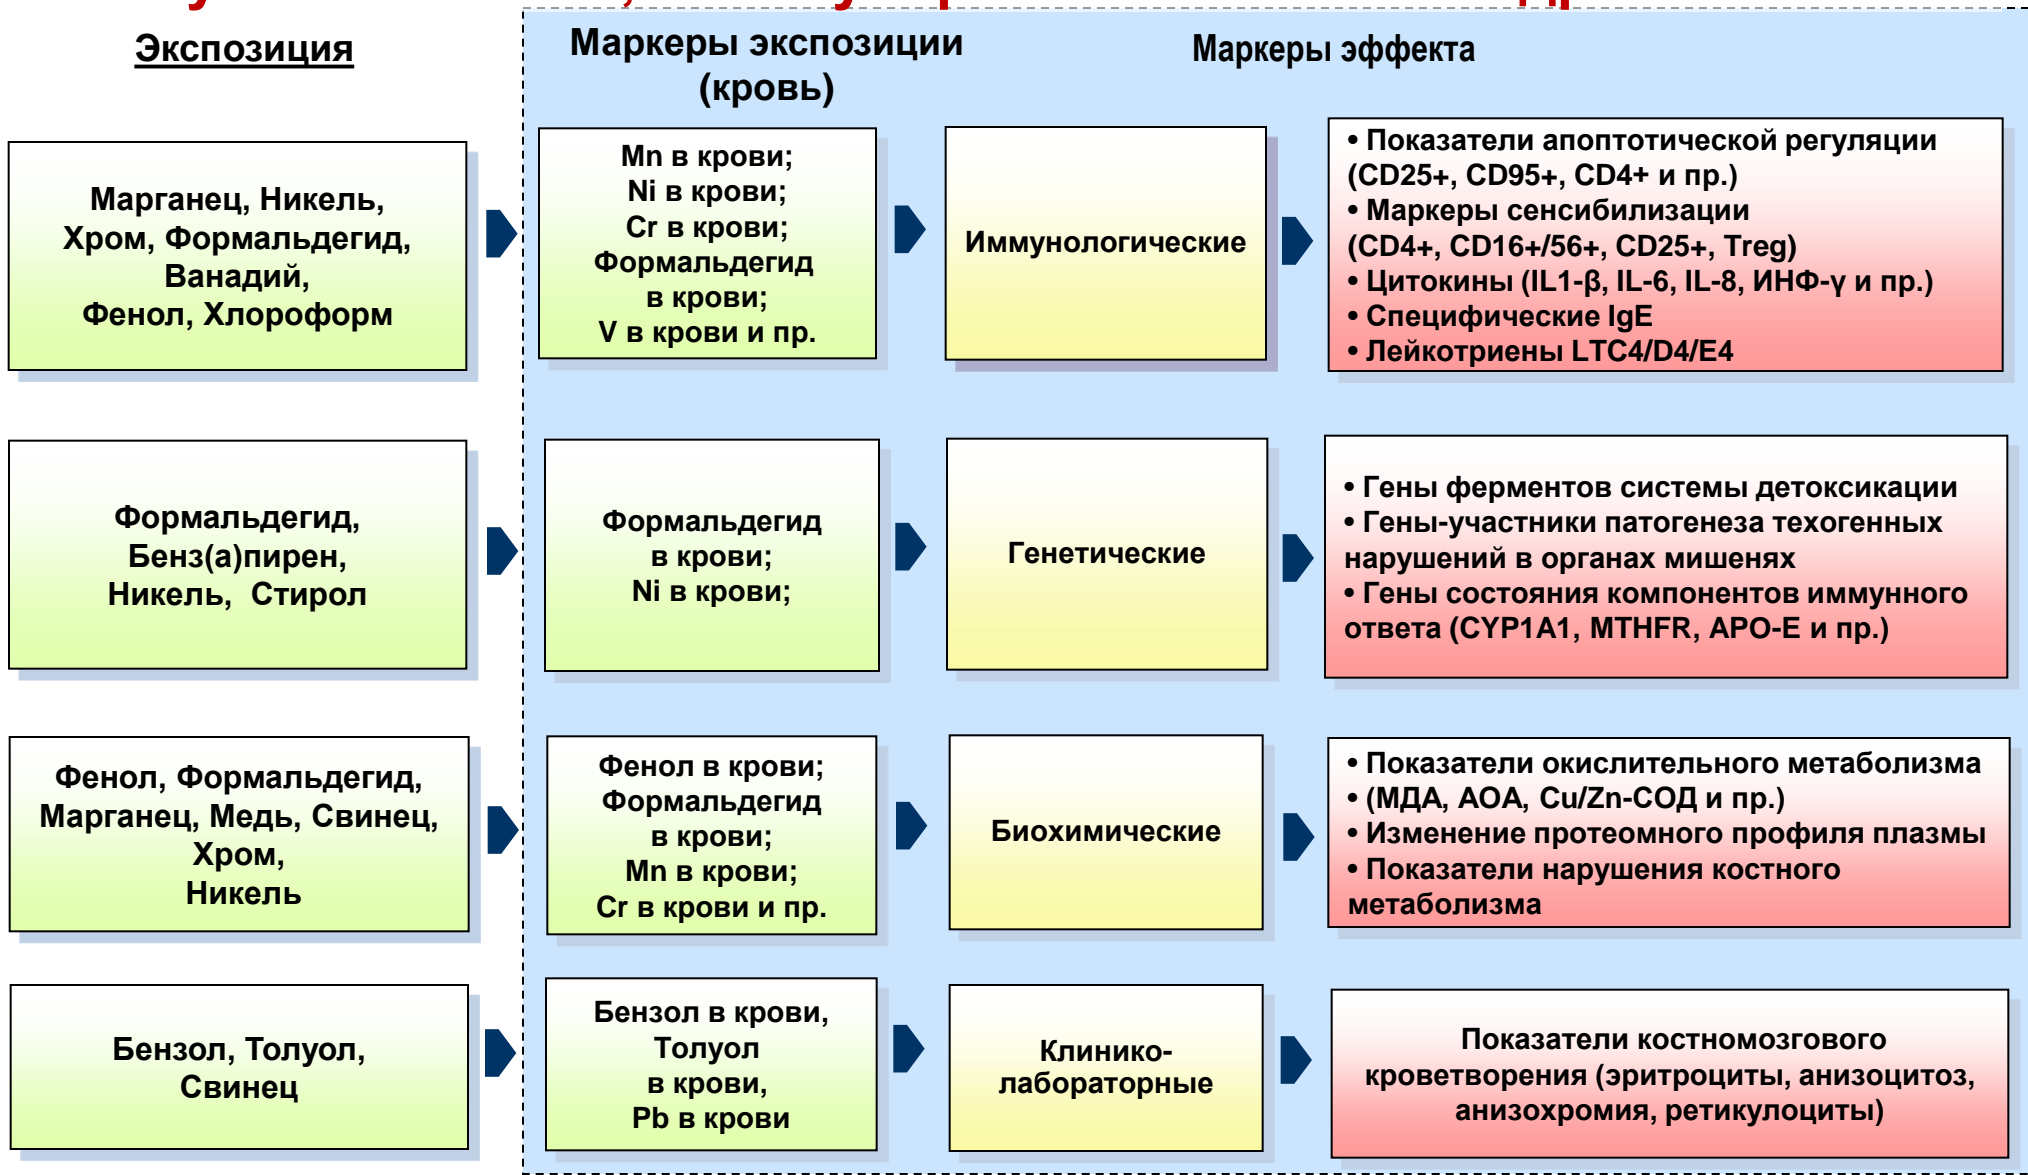 Экспозиция
Маркеры экспозиции
(кровь)
Маркеры эффекта
Марганец, Никель,
Хром, Формальдегид,
Ванадий,
Фенол, Хлороформ
Mn в крови;
Ni в крови;
Cr в крови;
Формальдегид
в крови;
V в крови и пр.
Иммунологические
• Показатели апоптотической регуляции
(CD25+, CD95+, CD4+ и пр.)
• Маркеры сенсибилизации
(CD4+, CD16+/56+, CD25+, Treg)
• Цитокины (IL1-β, IL-6, IL-8, ИНФ-γ и пр.)
• Специфические IgE
• Лейкотриены LTC4/D4/E4
Формальдегид,
Бенз(а)пирен,
Никель, Стирол
Формальдегид
в крови;
Ni в крови;
Генетические
• Гены ферментов системы детоксикации
• Гены-участники патогенеза техогенных
нарушений в органах мишенях
• Гены состояния компонентов иммунного
ответа (CYP1A1, MTHFR, APO-E и пр.)
Фенол, Формальдегид,
Марганец, Медь, Свинец,
Хром,
Никель
Фенол в крови;
Формальдегид
в крови;
Mn в крови;
Cr в крови и пр.
Биохимические
• Показатели окислительного метаболизма
• (МДА, АОА, Cu/Zn-СОД и пр.)
• Изменение протеомного профиля плазмы
• Показатели нарушения костного
метаболизма
Бензол, Толуол,
Свинец
Бензол в крови,
Толуол
в крови,
Pb в крови
Клинико-
лабораторные
Показатели костномозгового
кроветворения (эритроциты, анизоцитоз,
анизохромия, ретикулоциты)